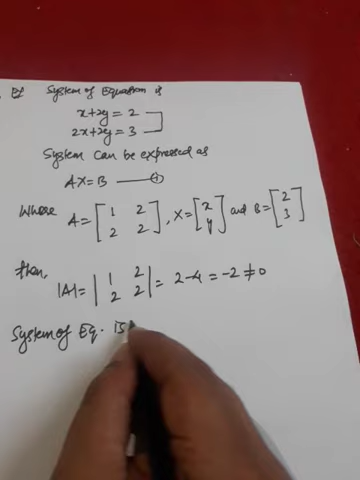 System of Equation is
x+2y = 2
2x+2y = 3
System can be expressed as
AX=B —①
Where A = [1 2 2 2], X = [x y] and B = [2 3]
then,
|A| = |1 2 2 2| = 2-4 = -2 ≠ 0
System of Eq. is